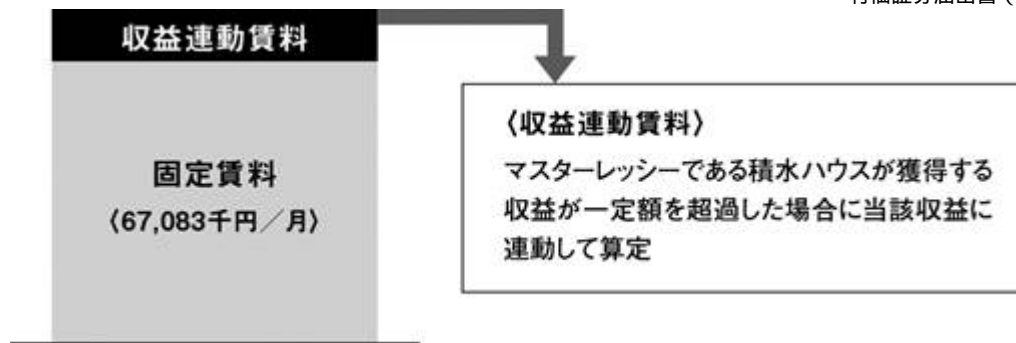 収益連動賃料
固定賃料
〈67,083千円／月〉
〈収益連動賃料〉
マスターレッシーである積水ハウスが獲得する
収益が一定額を超過した場合に当該収益に
連動して算定